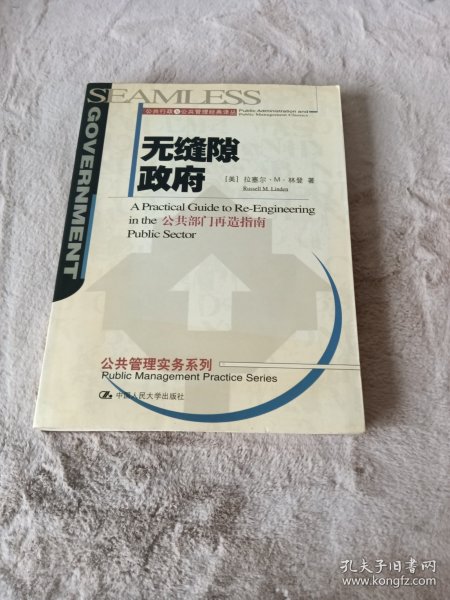 SEAMLESS
GOVERNMENT
公共行政与公共管理经典译丛
Public Administration and
Public Management Classics
无缝隙
政府
[美] 拉塞尔·M·林登 著
Russell M. Linden
A Practical Guide to Re-Engineering
in the 公共部门再造指南
Public Sector
公共管理实务系列
Public Management Practice Series
中国人民大学出版社
孔夫子旧书网
www.kongfz.com